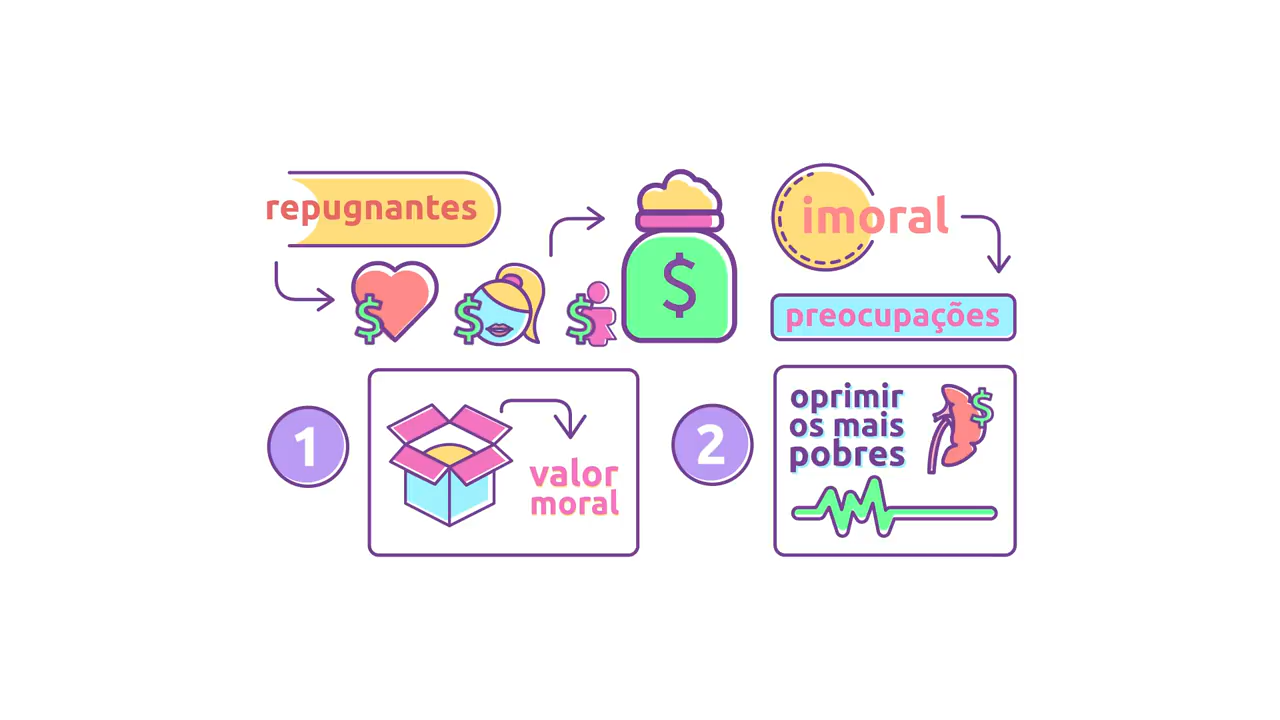 repugnantes
$
$
$
$
imoral
preocupações
1
valor
moral
2
oprimir
os mais
pobres
$